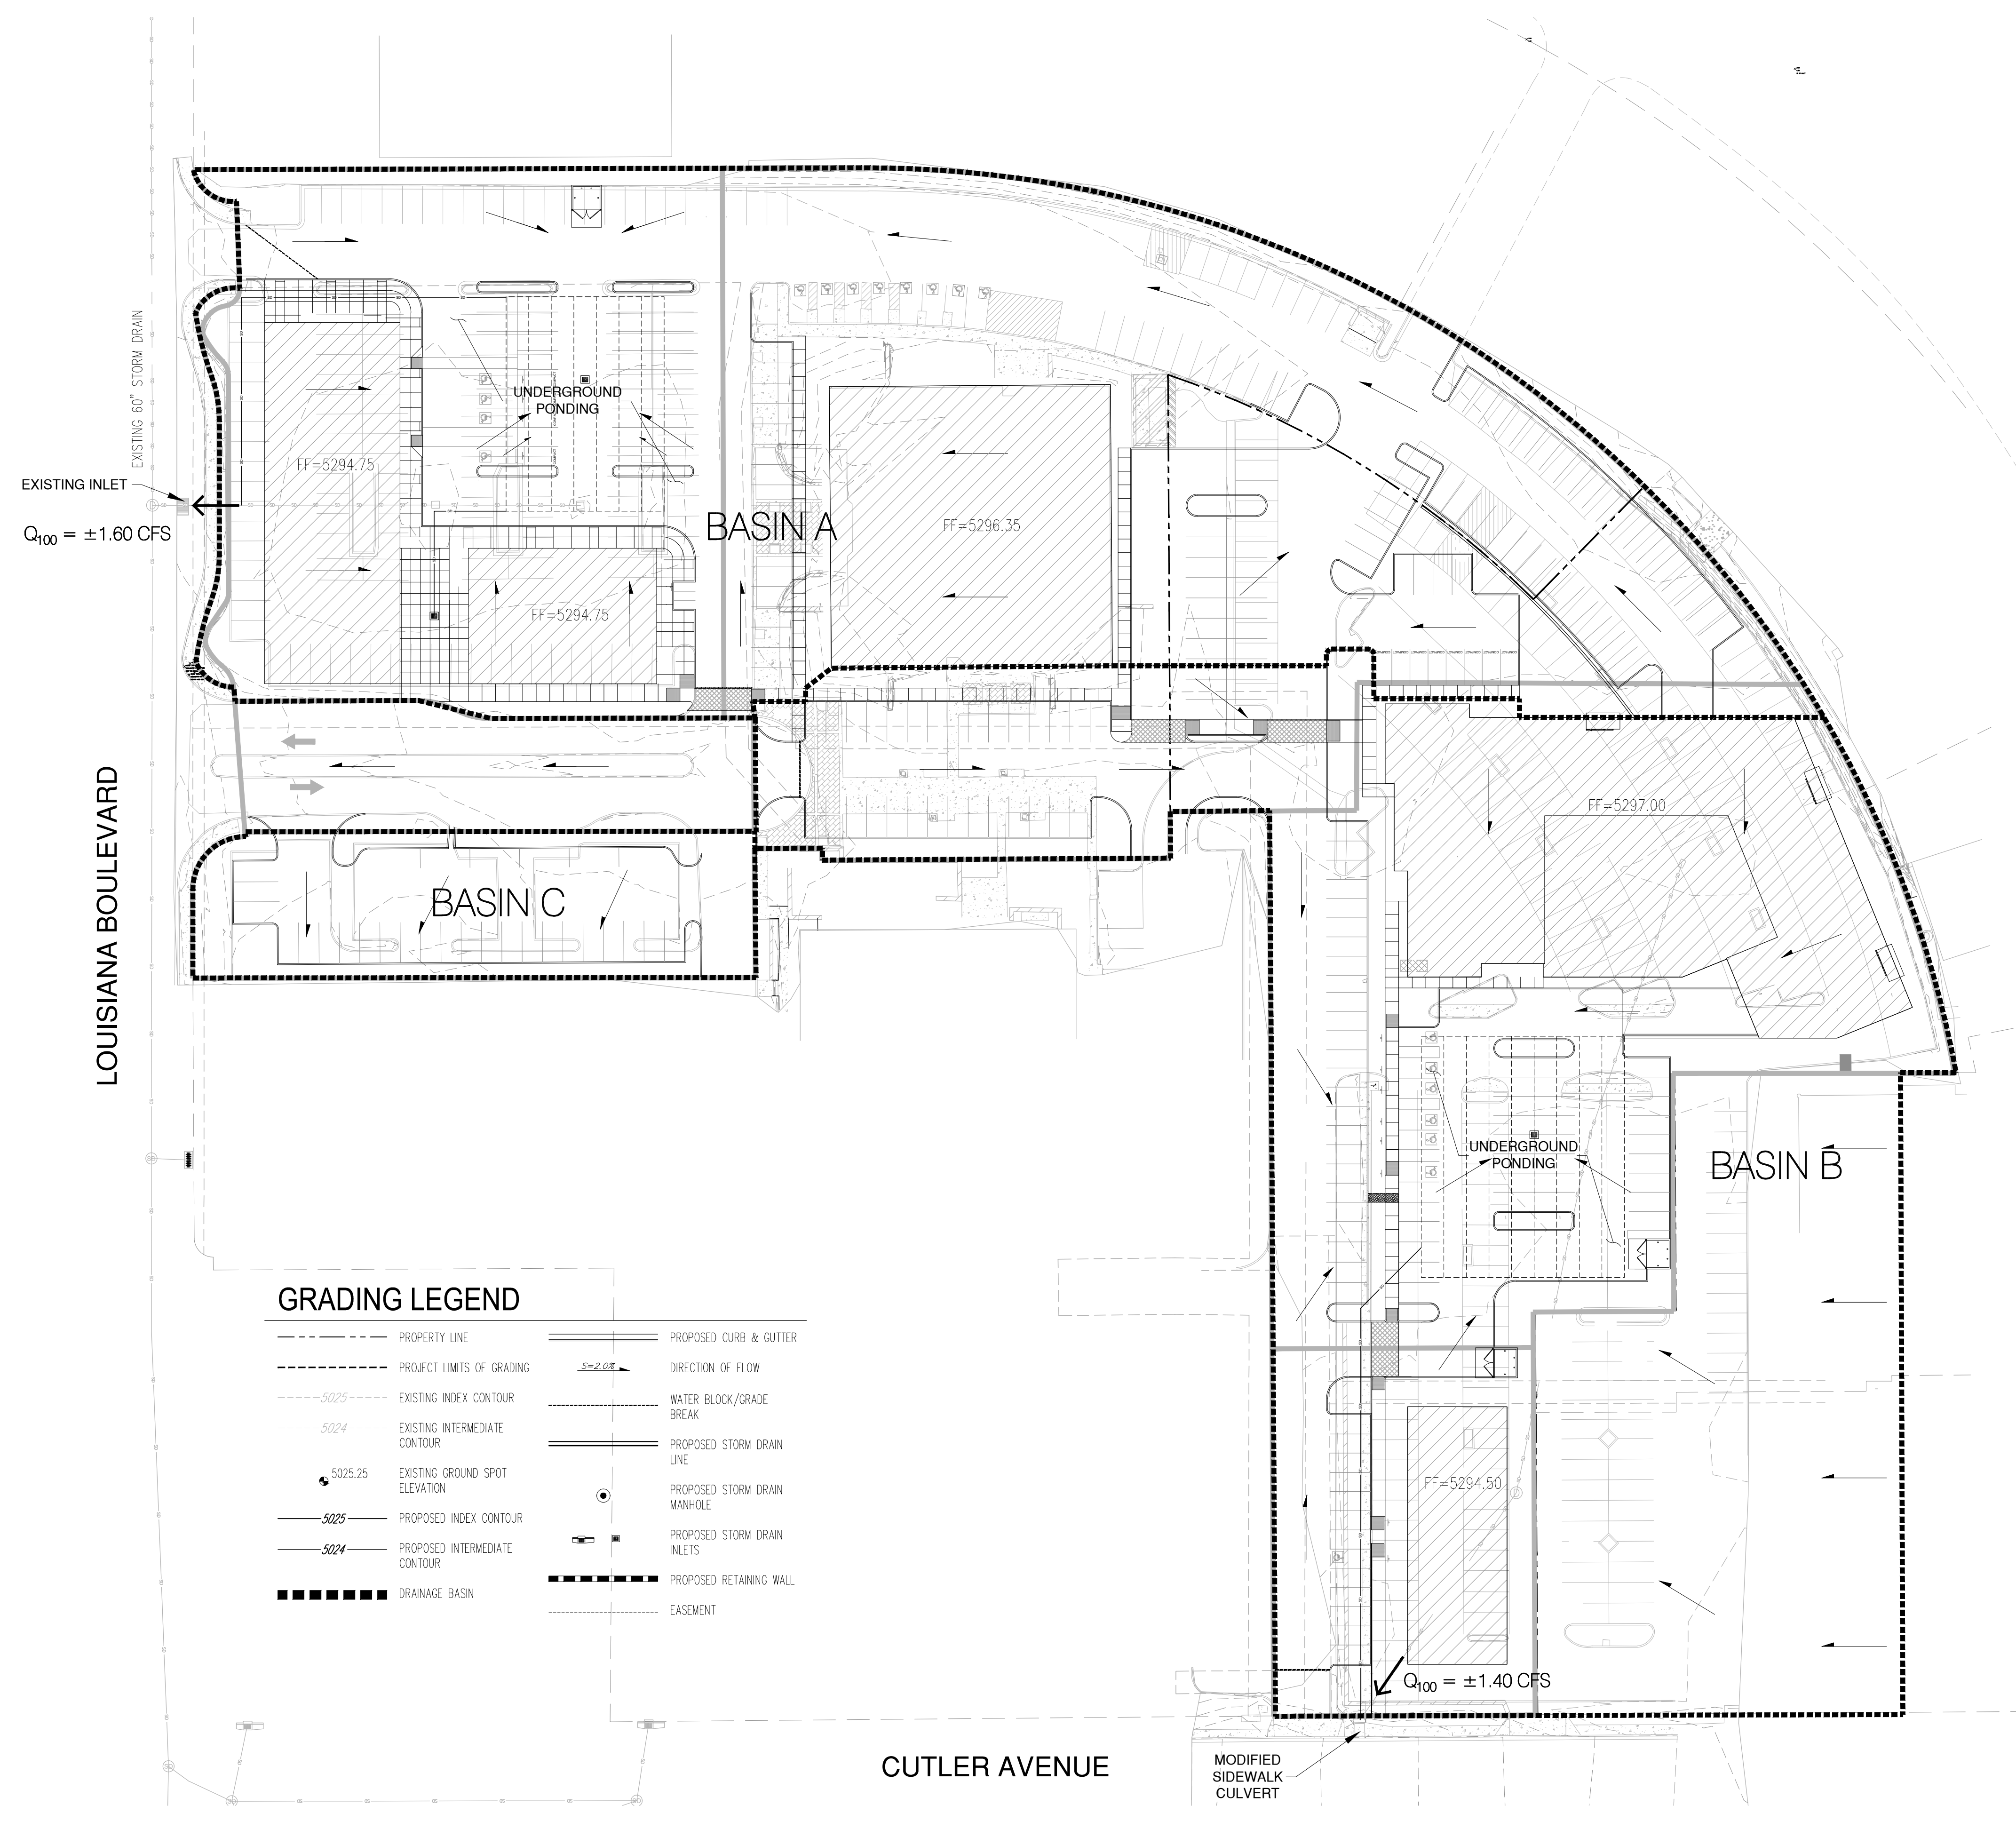 EXISTING 60" STORM DRAIN
EXISTING INLET
Q100 = ±1.60 CFS
UNDERGROUND
PONDING
FF=5294.75
BASIN A
FF=5296.35
FF=5294.75
LOUISIANA BOULEVARD
BASIN C
FF=5297.00
UNDERGROUND
PONDING
BASIN B
FF=5294.50
Q100 = ±1.40 CFS
CUTLER AVENUE
MODIFIED
SIDEWALK
CULVERT
GRADING LEGEND
PROPERTY LINE
PROJECT LIMITS OF GRADING
5025
EXISTING INDEX CONTOUR
5024
EXISTING INTERMEDIATE
CONTOUR
5025.25
EXISTING GROUND SPOT
ELEVATION
5025
PROPOSED INDEX CONTOUR
5024
PROPOSED INTERMEDIATE
CONTOUR
DRAINAGE BASIN
PROPOSED CURB & GUTTER
S=2.0%
DIRECTION OF FLOW
WATER BLOCK/GRADE
BREAK
PROPOSED STORM DRAIN
LINE
PROPOSED STORM DRAIN
MANHOLE
PROPOSED STORM DRAIN
INLETS
PROPOSED RETAINING WALL
EASEMENT